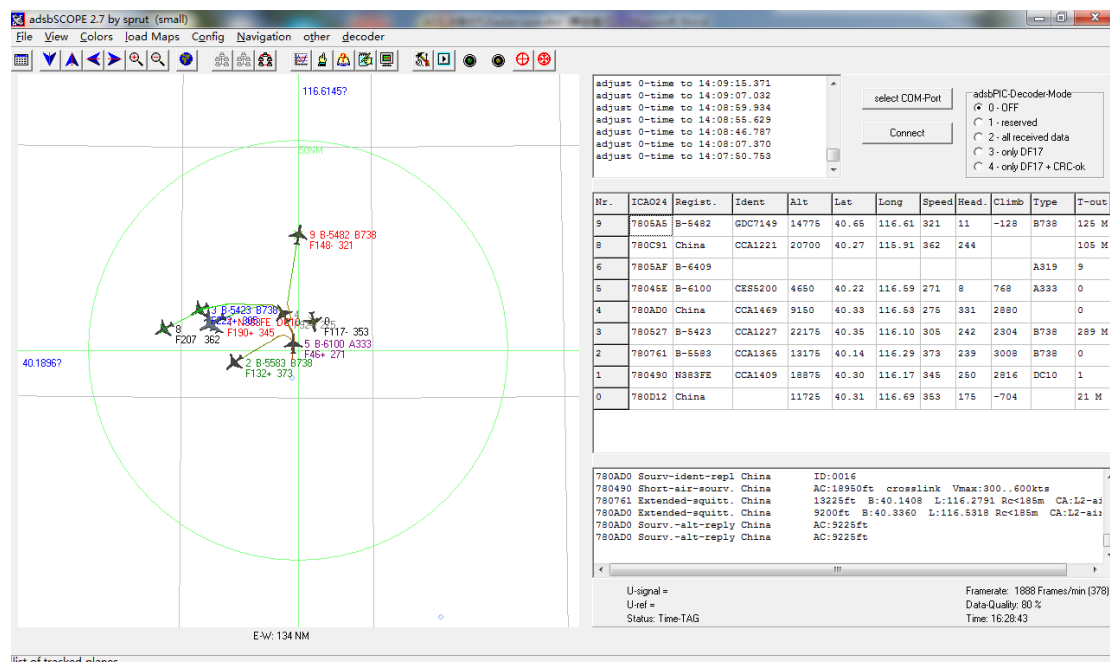 adsbSCOPE 2.7 by sprut (small)
File View Colors load Maps Config Navigation other decoder
116.6145?
50NM
9 B-5482 B738
F148- 321
3 B-5423 B738
F117- 353
8
F207 362
F190+ 345
5 B-6100 A333
F46+ 271
40.1896?
2 B-5583 B738
F132+ 373
E-W: 134 NM
list of tracked planes
adjust 0-time to 14:09:15.371
adjust 0-time to 14:09:07.032
adjust 0-time to 14:08:59.934
adjust 0-time to 14:08:55.629
adjust 0-time to 14:08:46.787
adjust 0-time to 14:08:07.370
adjust 0-time to 14:07:50.753
select COM-Port
Connect
adsbPIC-Decoder-Mode
0 - OFF
1 - reserved
2 - all received data
3 - only DF17
4 - only DF17 + CRC-ok
Nr. ICAO24 Regist. Ident Alt Lat Long Speed Head. Climb Type T-out
9 7805A5 B-5482 GDC7149 14775 40.65 116.61 321 11 -128 B738 125 M
8 780C91 China CCA1221 20700 40.27 115.91 362 244 105 M
6 7805AF B-6409 A319 9
5 78045E B-6100 CES5200 4650 40.22 116.59 271 8 768 A333 0
4 780AD0 China CCA1469 9150 40.33 116.53 275 331 2880 0
3 780527 B-5423 CCA1227 22175 40.35 116.10 305 242 2304 B738 289 M
2 780761 B-5583 CCA1365 13175 40.14 116.29 373 239 3008 B738 0
1 780490 N383FE CCA1409 18875 40.30 116.17 345 250 2816 DC10 1
0 780D12 China 11725 40.31 116.69 353 175 -704 21 M
780AD0 Sourv-ident-repl China ID:0016
780490 Short-air-sourv. China AC:18950ft crosslink Vmax:300..600kts
780761 Extended-squitt. China 13225ft B:40.1408 L:116.2791 Rc<185m CA:L2-ai
780AD0 Extended-squitt. China 9200ft B:40.3360 L:116.5318 Rc<185m CA:L2-air
780AD0 Sourv.-alt-reply China AC:9225ft
780AD0 Sourv.-alt-reply China AC:9225ft
U-signal =
U-ref =
Status: Time-TAG
Framerate: 1888 Frames/min (378)
Data-Quality: 80 %
Time: 16:28:43